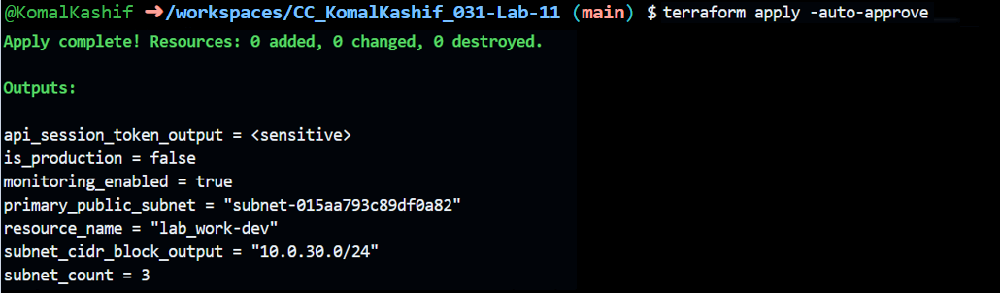 @KomalKashif ➜/workspaces/CC_KomalKashif_031-Lab-11 (main) $ terraform apply -auto-approve
Apply complete! Resources: 0 added, 0 changed, 0 destroyed.
Outputs:
api_session_token_output = <sensitive>
is_production = false
monitoring_enabled = true
primary_public_subnet = "subnet-015aa793c89df0a82"
resource_name = "lab_work-dev"
subnet_cidr_block_output = "10.0.30.0/24"
subnet_count = 3